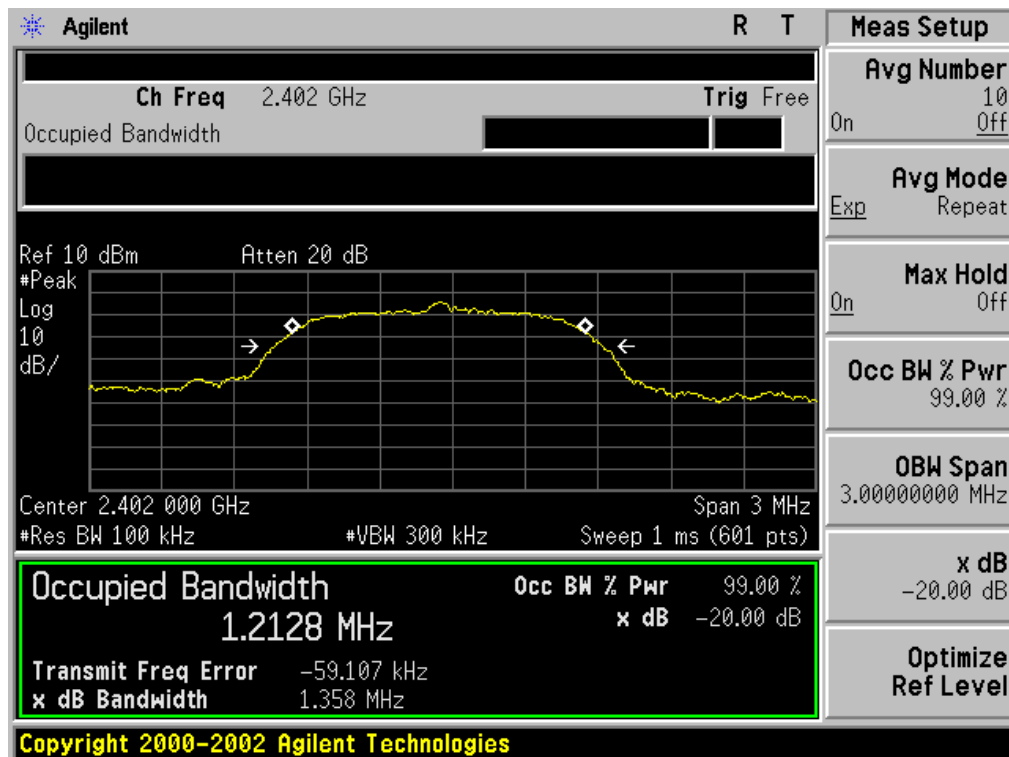 Agilent R T
Ch Freq 2.402 GHz Trig Free
Occupied Bandwidth
Ref 10 dBm Atten 20 dB
#Peak
Log
10
dB/
Center 2.402 000 GHz Span 3 MHz
#Res BW 100 kHz #VBW 300 kHz Sweep 1 ms (601 pts)
Occupied Bandwidth Occ BW % Pwr 99.00 %
1.2128 MHz x dB -20.00 dB
Transmit Freq Error -59.107 kHz
x dB Bandwidth 1.358 MHz
Copyright 2000-2002 Agilent Technologies
Meas Setup
Avg Number
10
On Off
Avg Mode
Exp Repeat
Max Hold
On Off
Occ BW % Pwr
99.00 %
OBW Span
3.00000000 MHz
x dB
-20.00 dB
Optimize
Ref Level